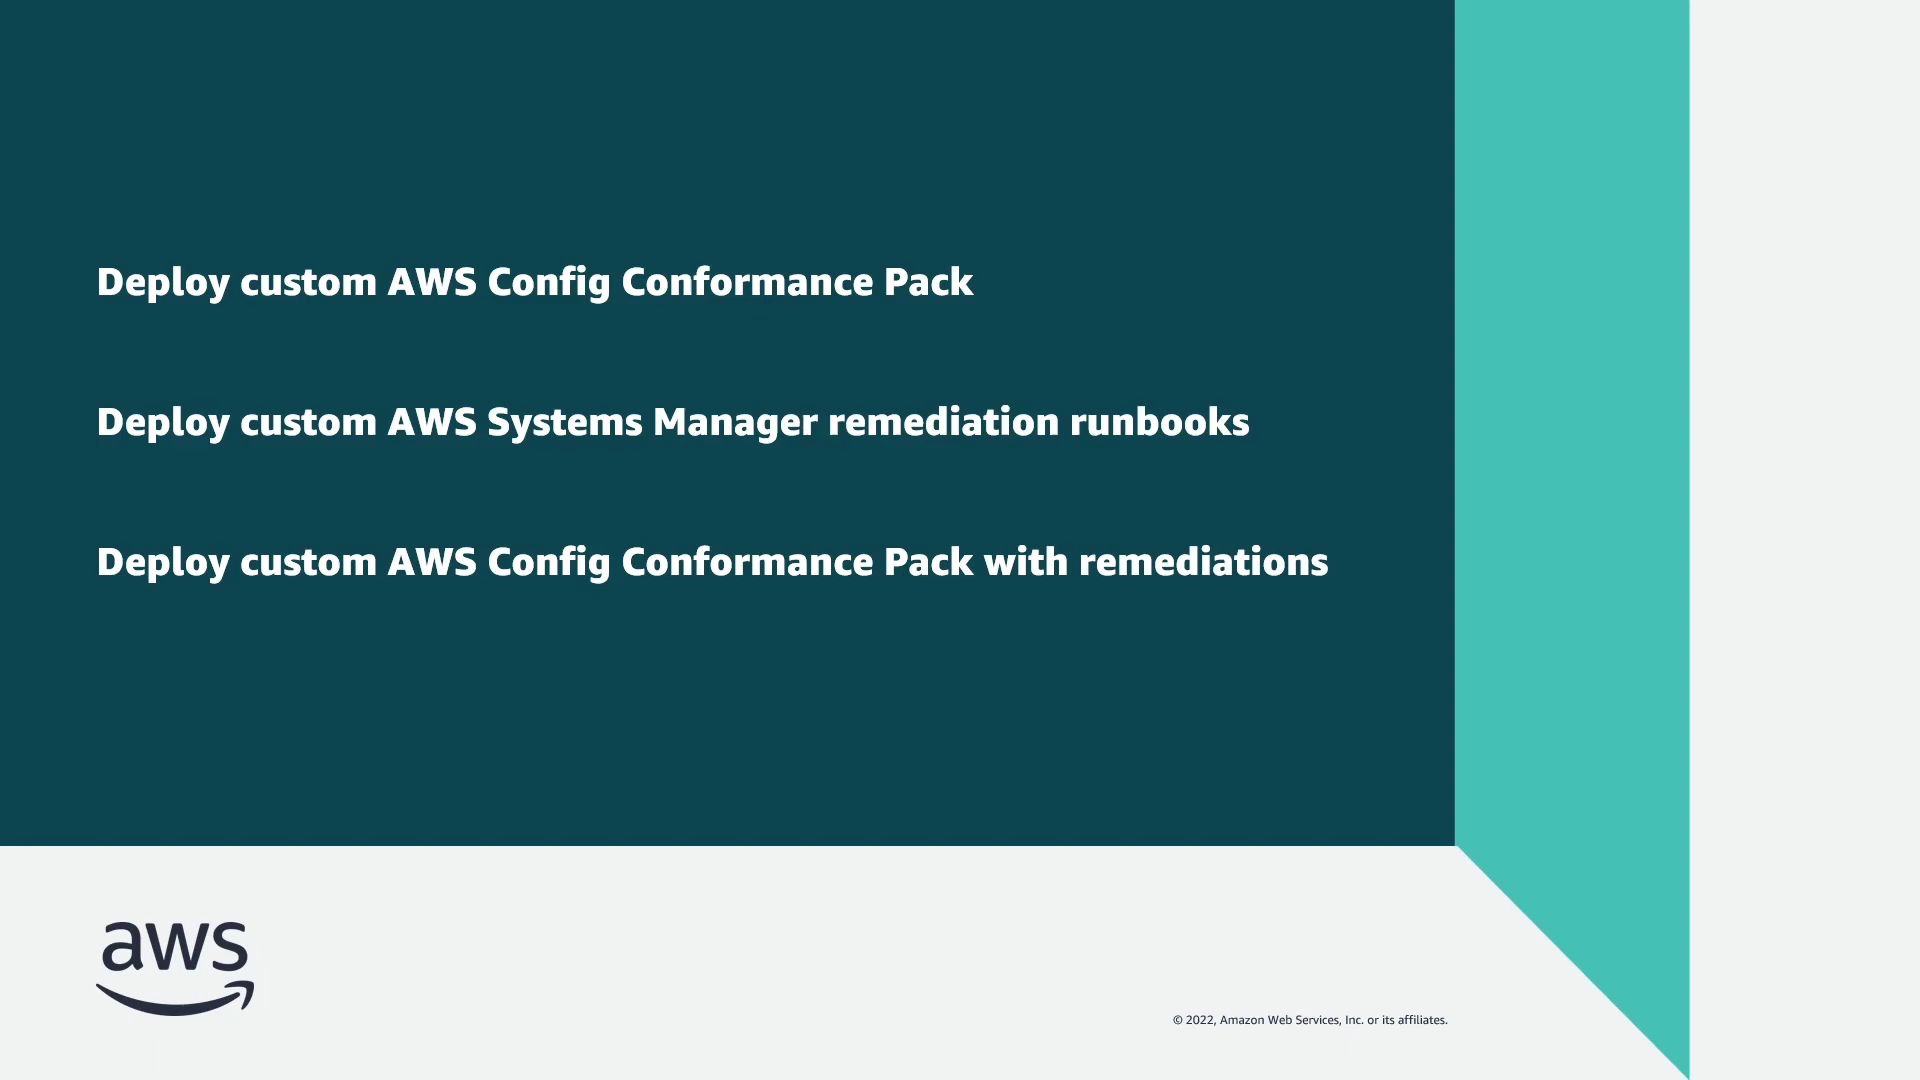 Deploy custom AWS Config Conformance Pack
Deploy custom AWS Systems Manager remediation runbooks
Deploy custom AWS Config Conformance Pack with remediations
aws
© 2022, Amazon Web Services, Inc. or its affiliates.